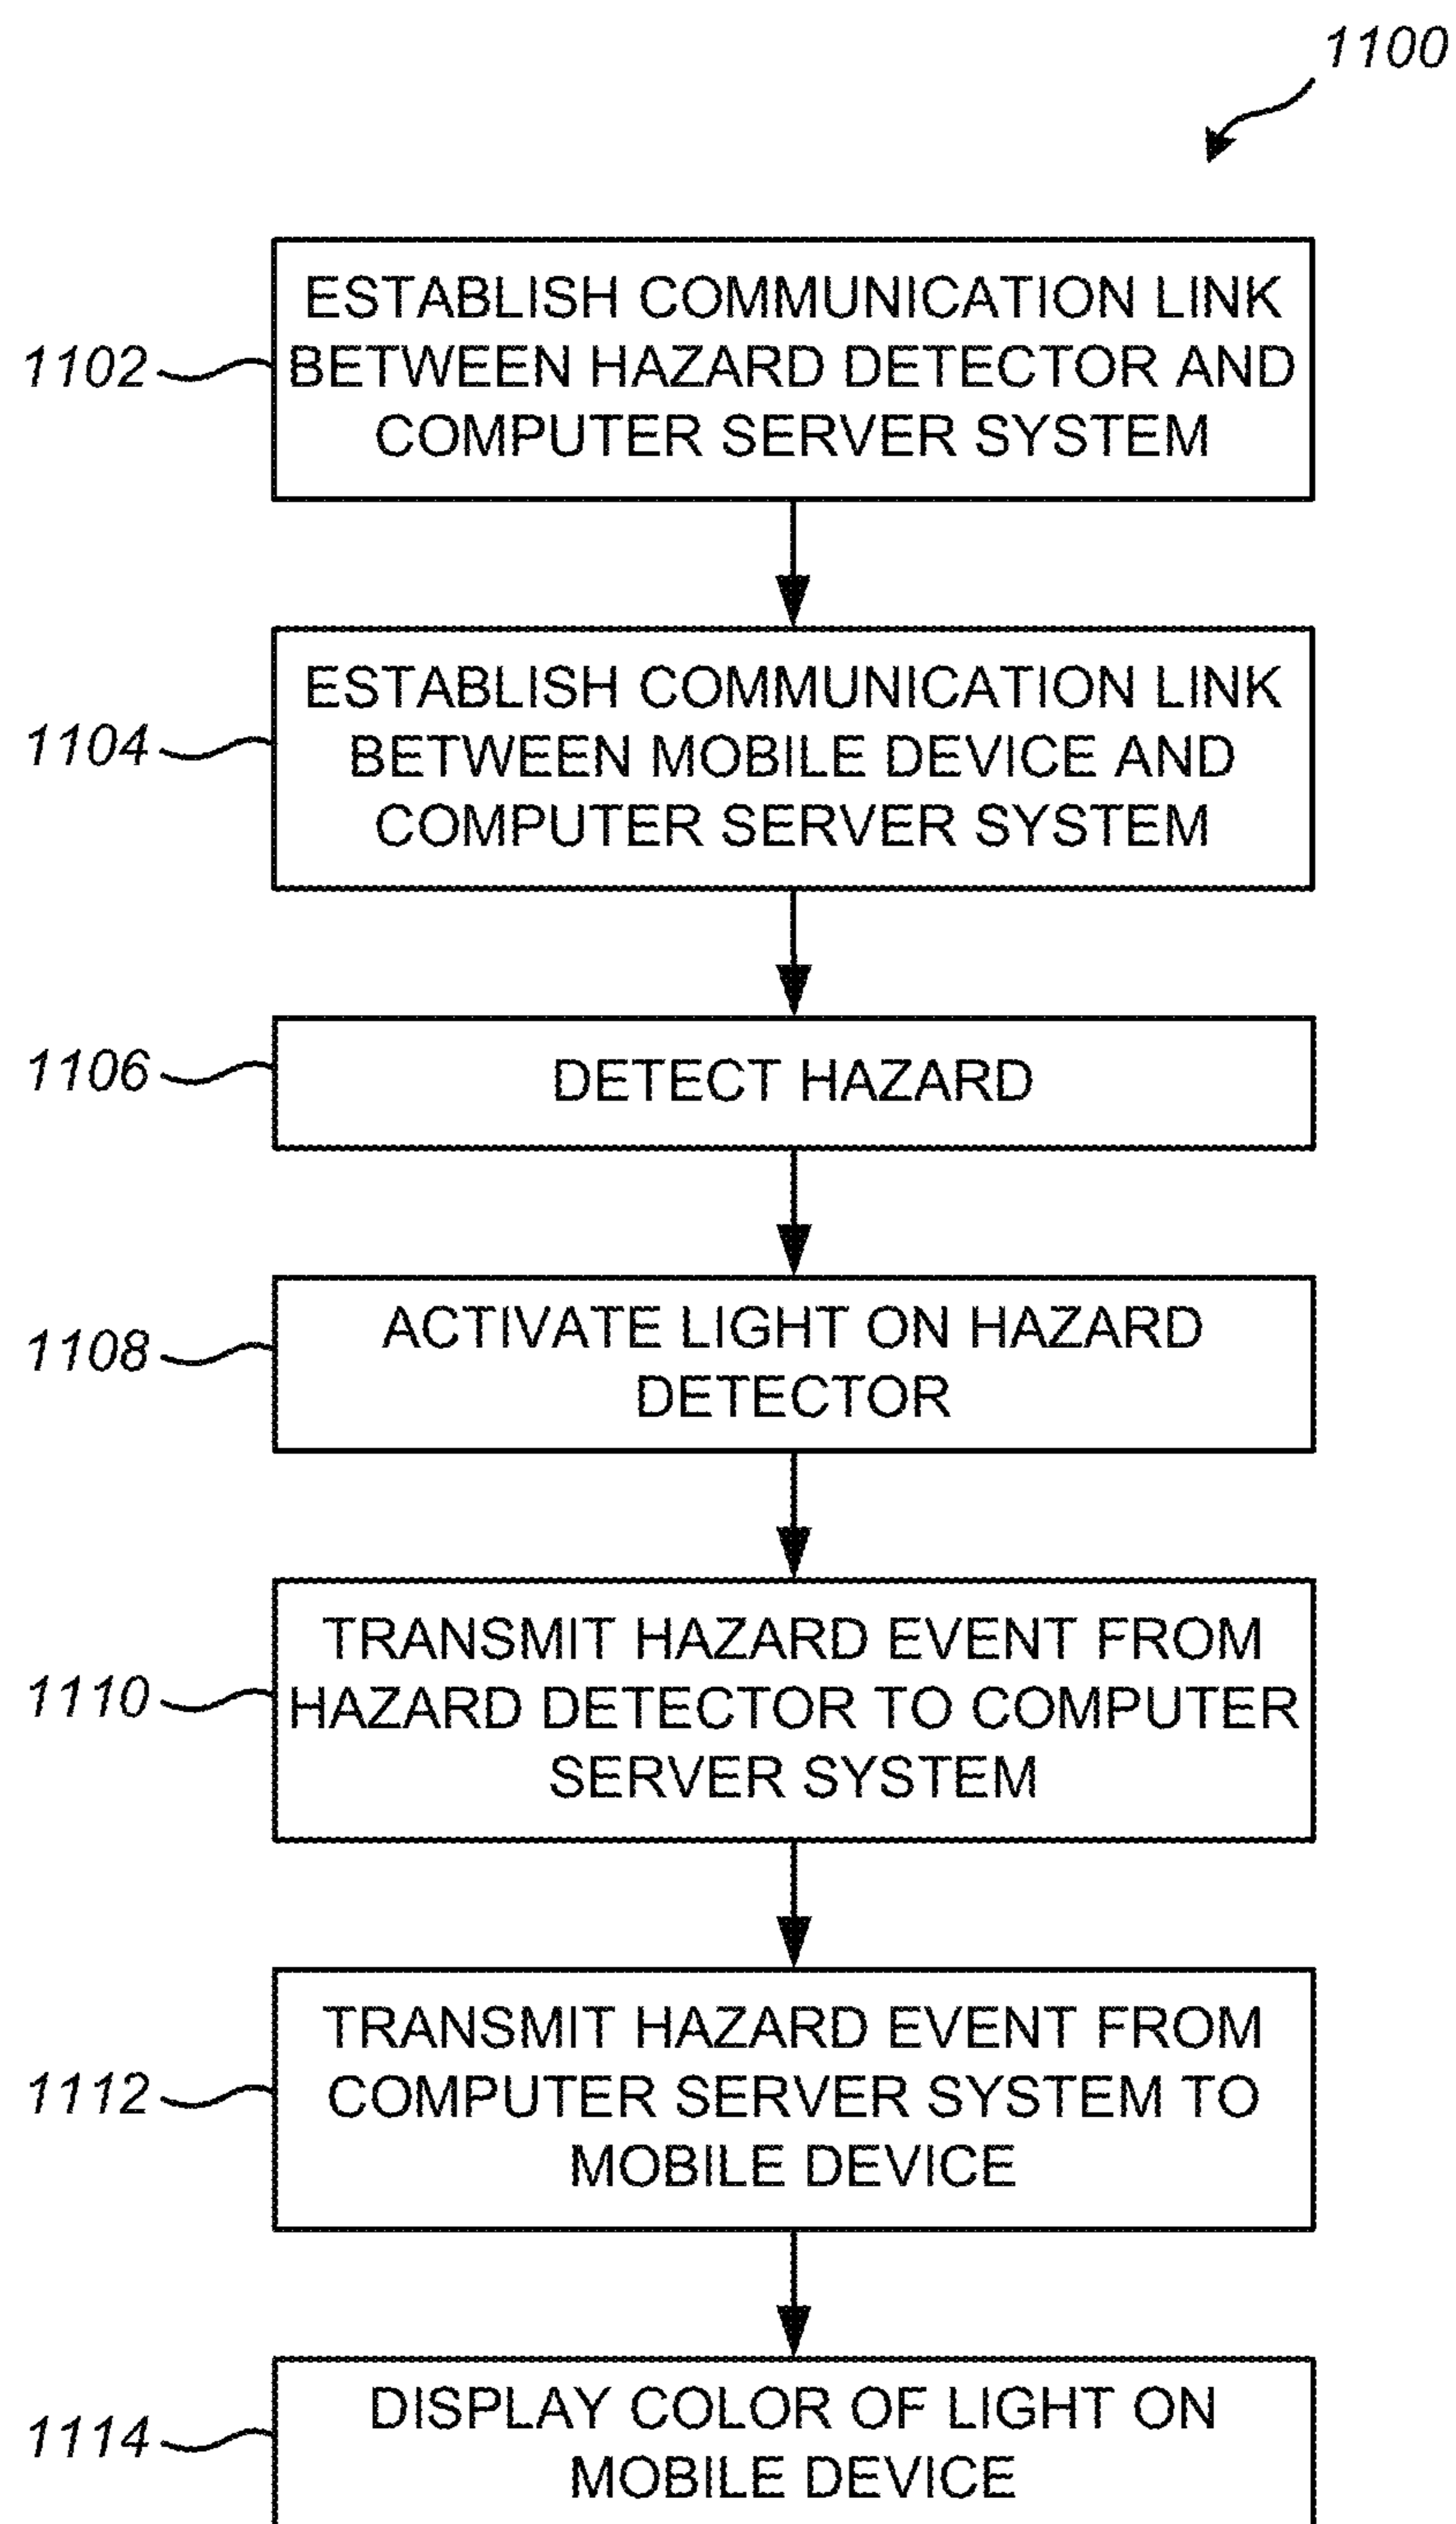 1100
ESTABLISH COMMUNICATION LINK
1102 BETWEEN HAZARD DETECTOR AND
COMPUTER SERVER SYSTEM
ESTABLISH COMMUNICATION LINK
1104 BETWEEN MOBILE DEVICE AND
COMPUTER SERVER SYSTEM
1106 DETECT HAZARD
1108 ACTIVATE LIGHT ON HAZARD
DETECTOR
TRANSMIT HAZARD EVENT FROM
1110 HAZARD DETECTOR TO COMPUTER
SERVER SYSTEM
TRANSMIT HAZARD EVENT FROM
1112 COMPUTER SERVER SYSTEM TO
MOBILE DEVICE
1114 DISPLAY COLOR OF LIGHT ON
MOBILE DEVICE